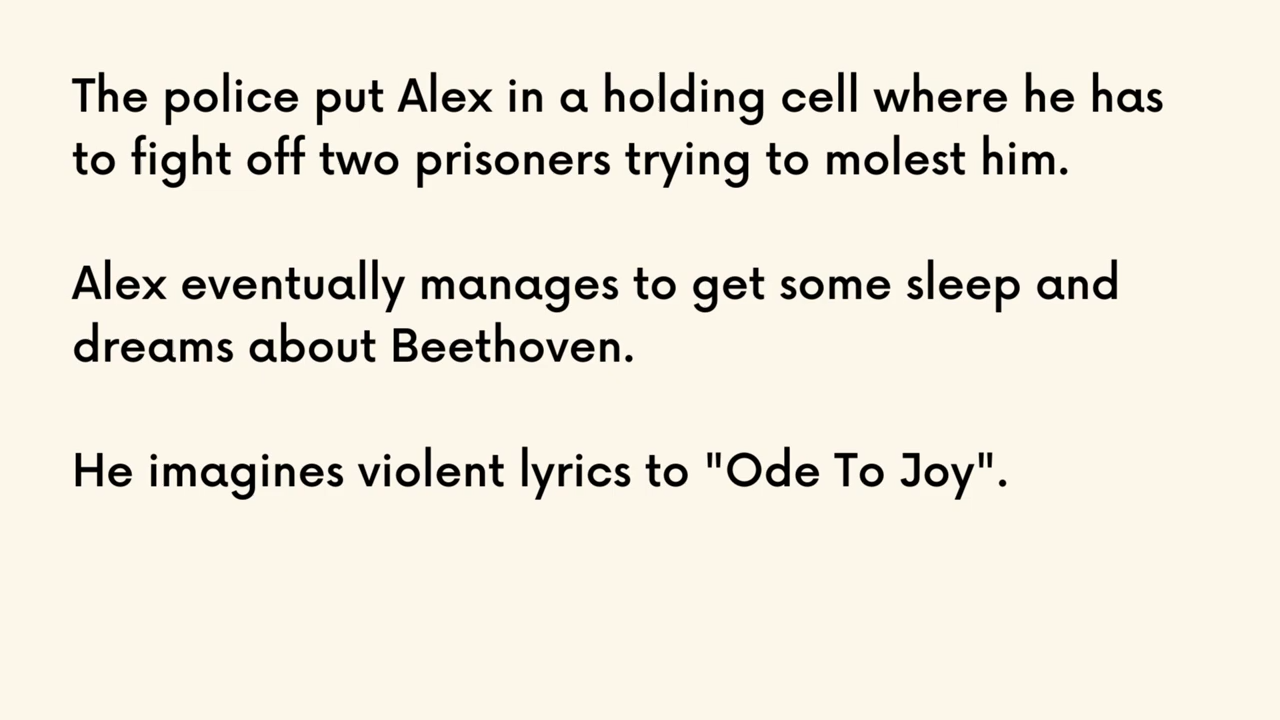 The police put Alex in a holding cell where he has
to fight off two prisoners trying to molest him.
Alex eventually manages to get some sleep and
dreams about Beethoven.
He imagines violent lyrics to "Ode To Joy".